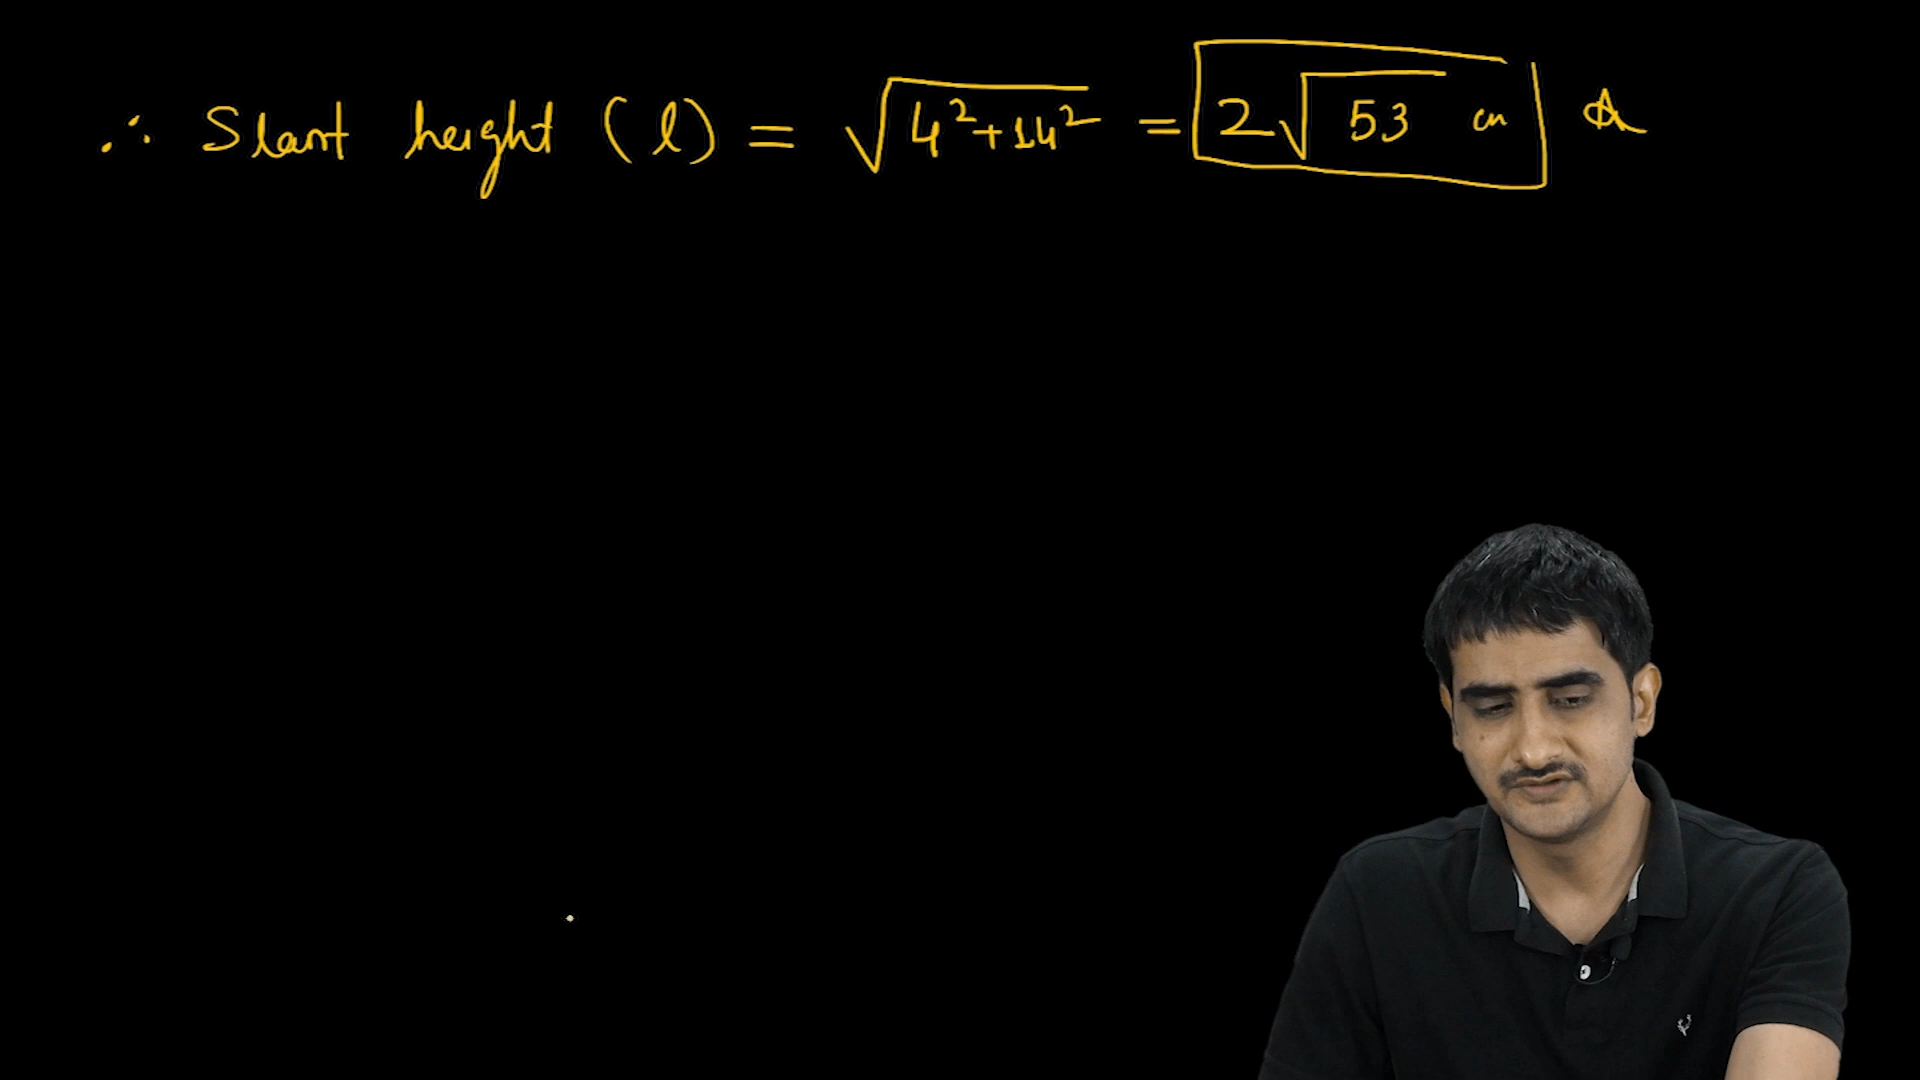 ∴ Slant height (l) = √(4²+14²) = 2√53 cm